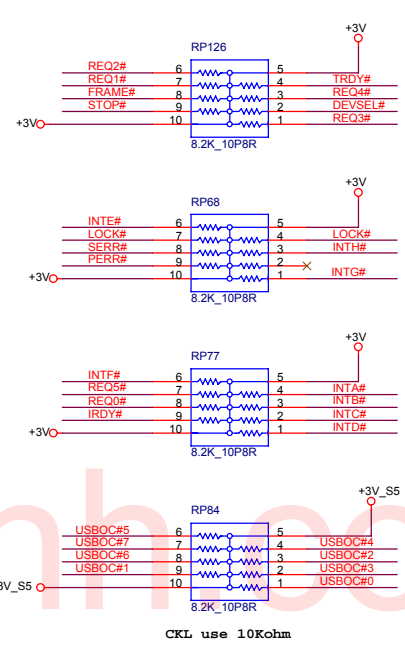 +3V
RP126
REQ2# 6 5
REQ1# 7 4 TRDY#
FRAME# 8 3 REQ4#
STOP# 9 2 DEVSEL#
+3V 10 1 REQ3#
8.2K_10P8R
+3V
RP68
INTE# 6 5
LOCK# 7 4 LOCK#
SERR# 8 3 INTH#
PERR# 9 2
+3V 10 1 INTG#
8.2K_10P8R
+3V
RP77
INTF# 6 5
REQ5# 7 4 INTA#
REQ0# 8 3 INTB#
IRDY# 9 2 INTC#
+3V 10 1 INTD#
8.2K_10P8R
+3V_S5
RP84
USBOC#5 6 5
USBOC#7 7 4 USBOC#4
USBOC#6 8 3 USBOC#2
USBOC#1 9 2 USBOC#3
3V_S5 10 1 USBOC#0
8.2K_10P8R
CKL use 10Kohm